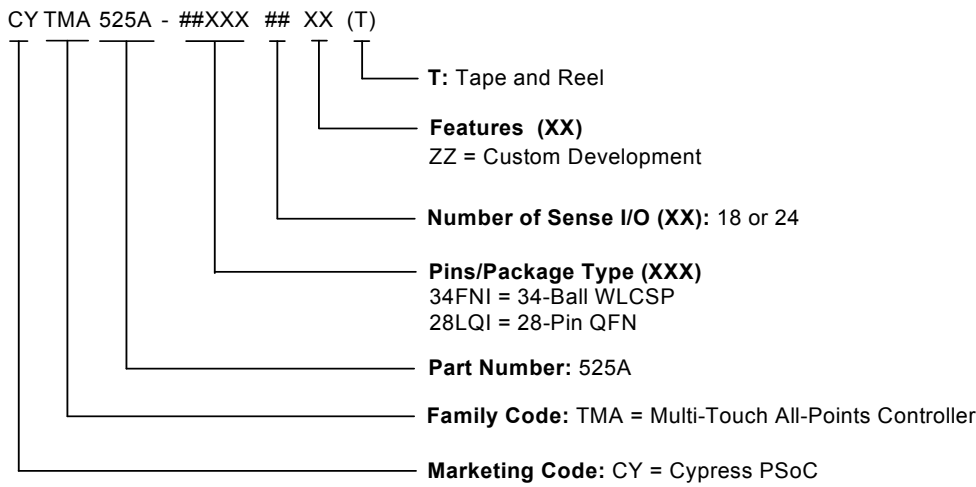 CY TMA 525A - ##XXX ## XX (T)
T: Tape and Reel
Features (XX)
ZZ = Custom Development
Number of Sense I/O (XX): 18 or 24
Pins/Package Type (XXX)
34FNI = 34-Ball WLCSP
28LQI = 28-Pin QFN
Part Number: 525A
Family Code: TMA = Multi-Touch All-Points Controller
Marketing Code: CY = Cypress PSoC